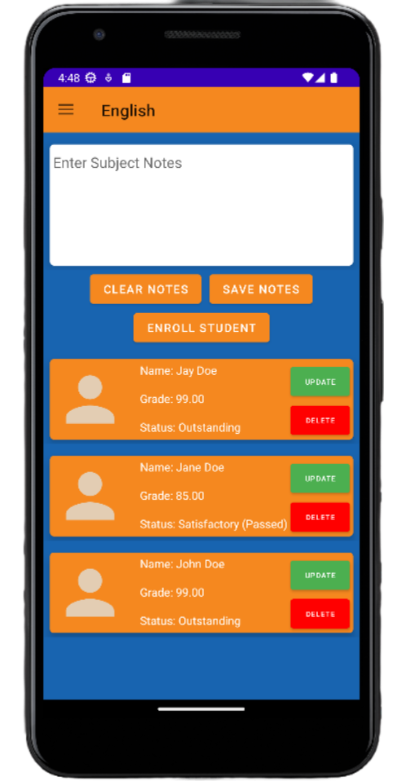 4:48
English
Enter Subject Notes
CLEAR NOTES SAVE NOTES
ENROLL STUDENT
Name: Jay Doe
UPDATE
Grade: 99.00
DELETE
Status: Outstanding
Name: Jane Doe
UPDATE
Grade: 85.00
DELETE
Status: Satisfactory (Passed)
Name: John Doe
UPDATE
Grade: 99.00
DELETE
Status: Outstanding